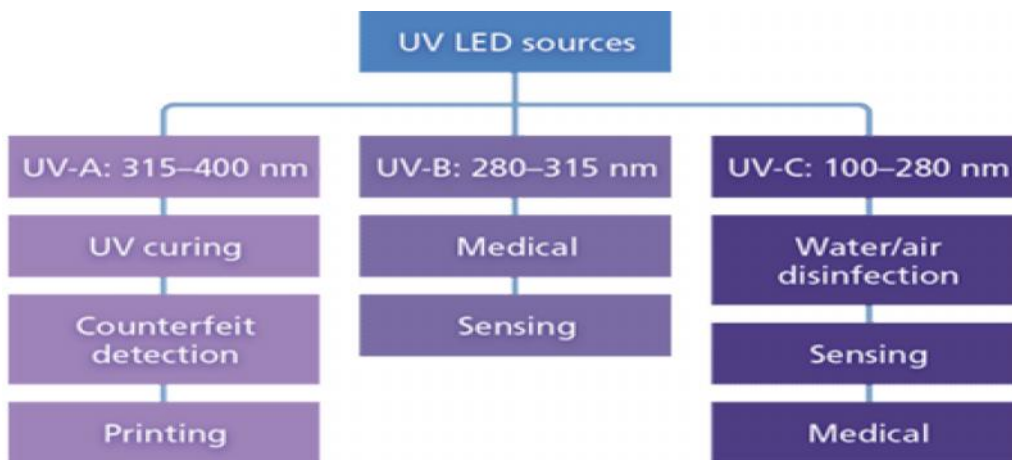 UV LED sources
UV-A: 315–400 nm
UV curing
Counterfeit
detection
Printing
UV-B: 280–315 nm
Medical
Sensing
UV-C: 100–280 nm
Water/air
disinfection
Sensing
Medical